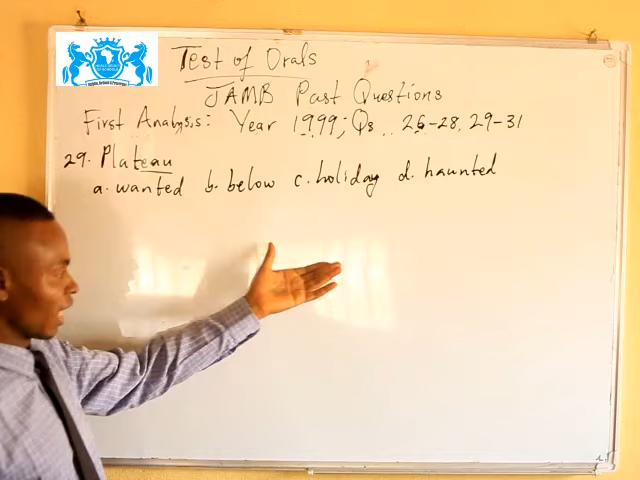 Test of Orals
JAMB Past Questions
First Analysis: Year 1999; Qs 26-28, 29-31
29. Plateau
a. wanted b. below c. holiday d. haunted